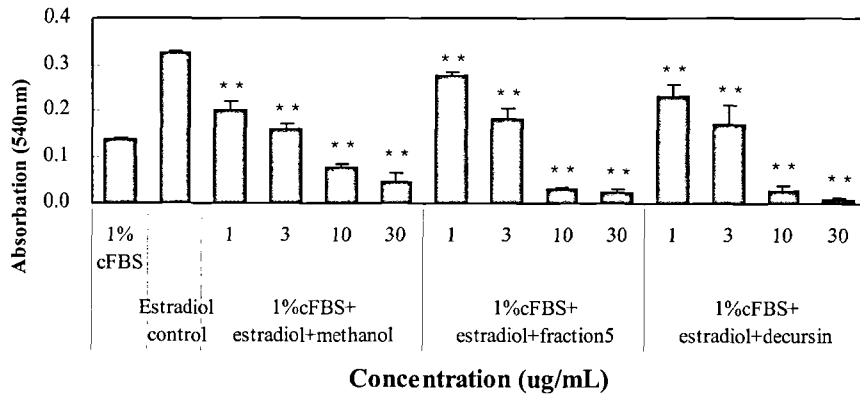 0.4
0.3
0.2
0.1
0.0
Absorbation (540nm)
* * * * * * * * * * * * * * * * * * * * * * * *
1% cFBS
Estradiol control
1 3 10 30
1%cFBS+
estradiol+methanol
1 3 10 30
1%cFBS+
estradiol+fraction5
1 3 10 30
1%cFBS+
estradiol+decursin
Concentration (ug/mL)